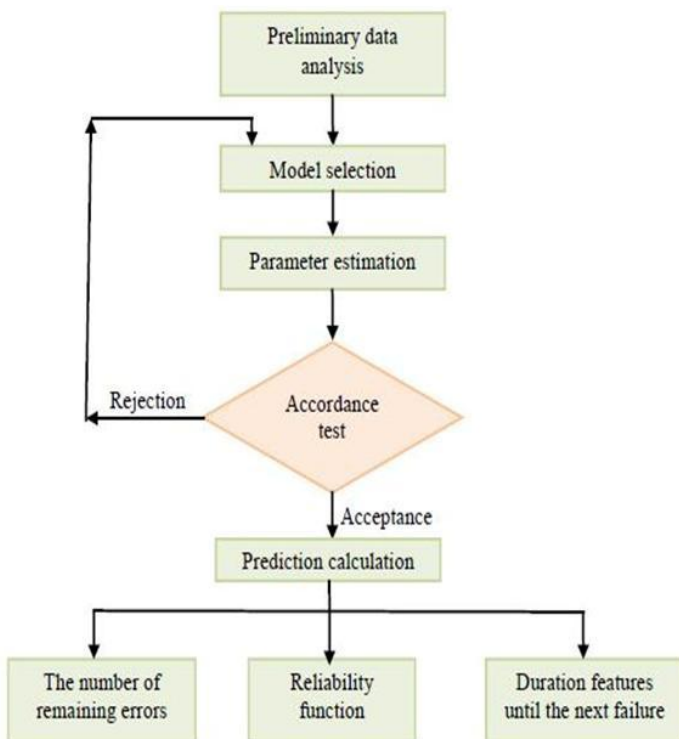 Preliminary data
analysis
Model selection
Parameter estimation
Accordance
test
Rejection
Acceptance
Prediction calculation
The number of
remaining errors
Reliability
function
Duration features
until the next failure